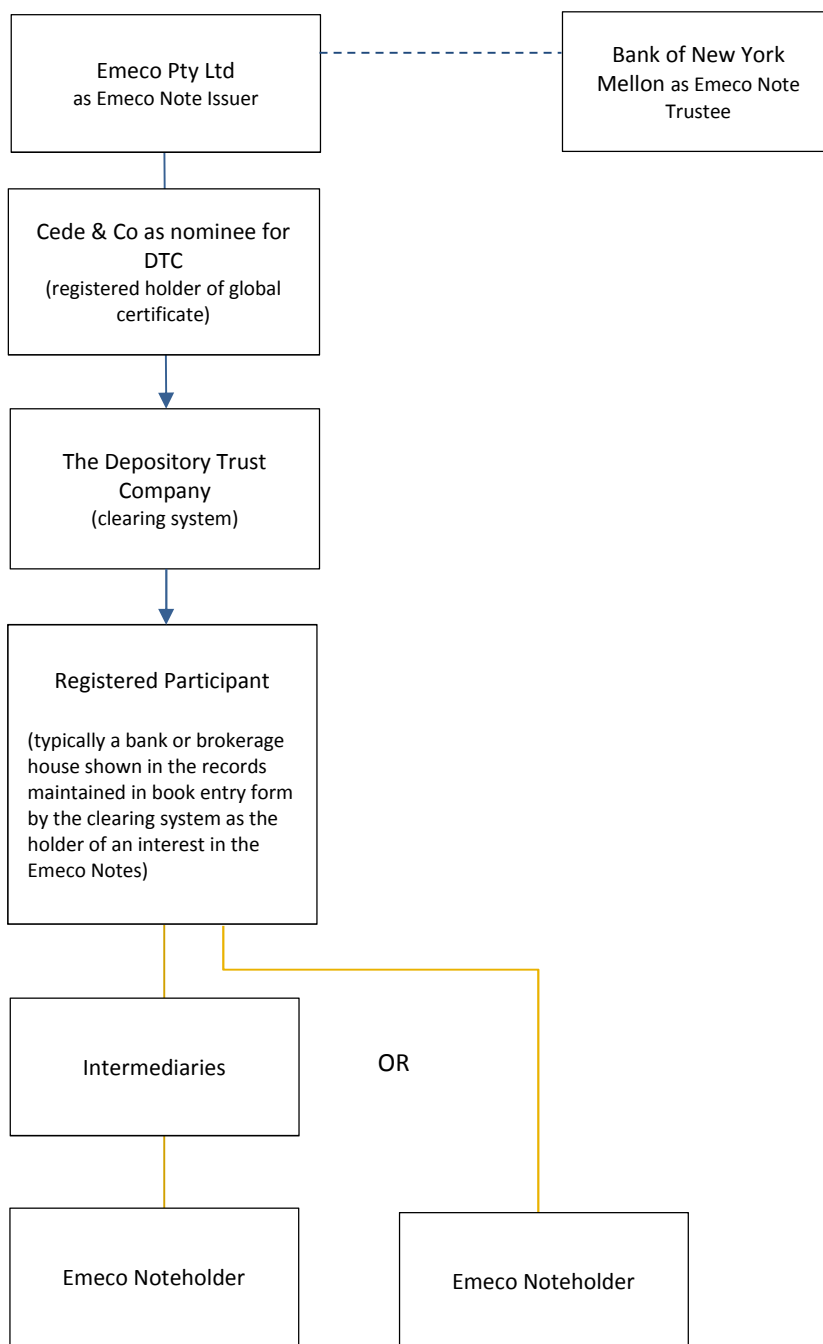 Emeco Pty Ltd
as Emeco Note Issuer
Bank of New York
Mellon as Emeco Note
Trustee
Cede & Co as nominee for
DTC
(registered holder of global
certificate)
The Depository Trust
Company
(clearing system)
Registered Participant
(typically a bank or brokerage
house shown in the records
maintained in book entry form
by the clearing system as the
holder of an interest in the
Emeco Notes)
Intermediaries
OR
Emeco Noteholder
Emeco Noteholder